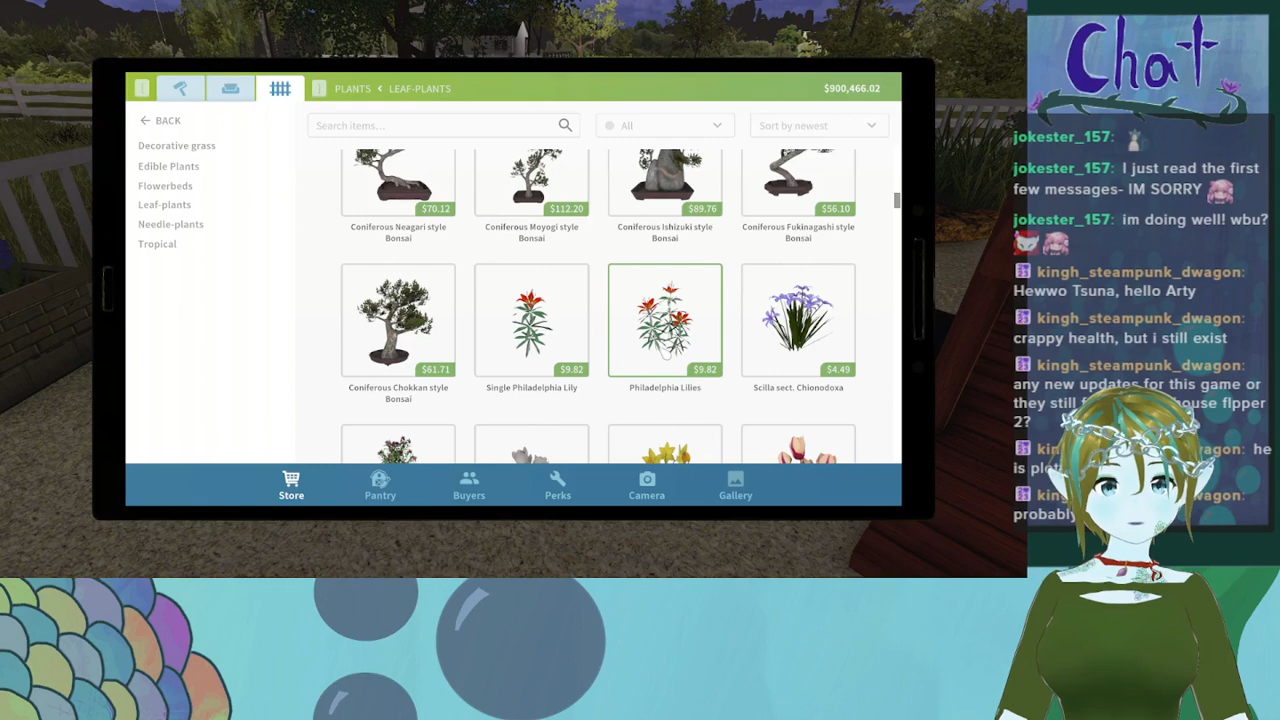 PLANTS < LEAF-PLANTS
$900,466.02
BACK
Search items...
All
Sort by newest
Decorative grass
Edible Plants
Flowerbeds
Leaf-plants
Needle-plants
Tropical
$70.12
$112.20
$89.76
$56.10
Coniferous Neagari style
Bonsai
Coniferous Moyogi style
Bonsai
Coniferous Ishizuki style
Bonsai
Coniferous Fukinagashi style
Bonsai
$61.71
$9.82
$9.82
$4.49
Coniferous Chokkan style
Bonsai
Single Philadelphia Lily
Philadelphia Lilies
Scilla sect. Chionodoxa
Store
Pantry
Buyers
Perks
Camera
Gallery
Chat
jokester_157:
jokester_157: I just read the first
few messages- IM SORRY
jokester_157: im doing well! wbu?
kingh_steampunk_dwagon:
Hewwo Tsuna, hello Arty
kingh_steampunk_dwagon:
crappy health, but i still exist
kingh_steampunk_dwagon:
any new updates for this game or
they still house flpper
2?
he
is
probably